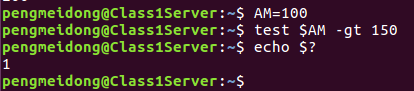 pengmeidong@Class1Server:~$ AM=100
pengmeidong@Class1Server:~$ test $AM -gt 150
pengmeidong@Class1Server:~$ echo $?
1
pengmeidong@Class1Server:~$